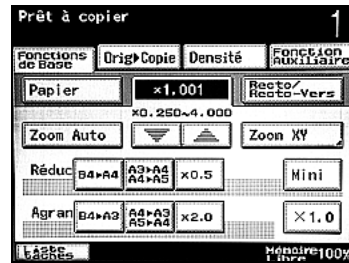 Prêt à copier
1
Fonctions de Base
Orig▶Copie
Densité
Fonction Auxiliaire
Papier
×1.001
Recto/
Recto-Vers
×0.250~4.000
Zoom Auto
Zoom XY
Réduc
B4▶A4
A3▶A4
A4▶A5
×0.5
Mini
Agran
B4▶A3
A4▶A3
A5▶A4
×2.0
×1.0
Liste
tâches
Mémoire
Libre 100%